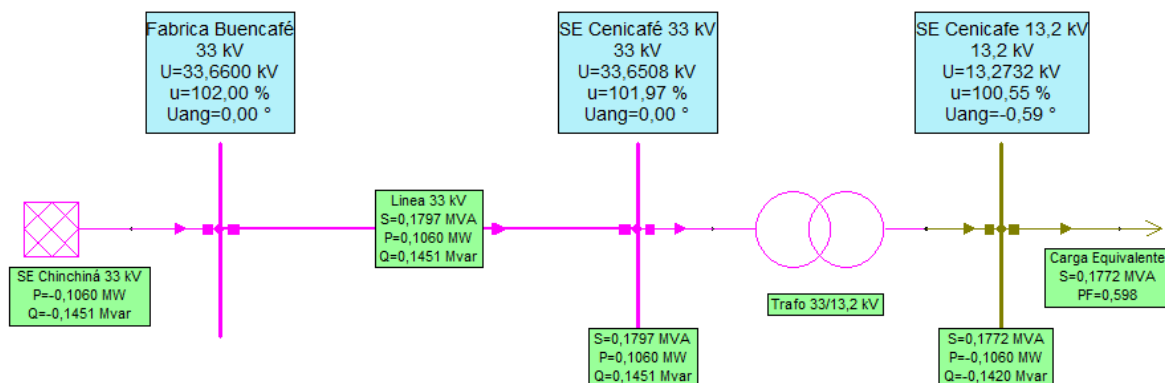 Fabrica Buencafé
33 kV
U=33,6600 kV
u=102,00 %
Uang=0,00 °
SE Cenicafé 33 kV
33 kV
U=33,6508 kV
u=101,97 %
Uang=0,00 °
SE Cenicafe 13,2 kV
13,2 kV
U=13,2732 kV
u=100,55 %
Uang=-0,59 °
Linea 33 kV
S=0,1797 MVA
P=0,1060 MW
Q=0,1451 Mvar
SE Chinchiná 33 kV
P=-0,1060 MW
Q=-0,1451 Mvar
Trafo 33/13,2 kV
Carga Equivalente
S=0,1772 MVA
PF=0,598
S=0,1797 MVA
P=0,1060 MW
Q=0,1451 Mvar
S=0,1772 MVA
P=-0,1060 MW
Q=-0,1420 Mvar